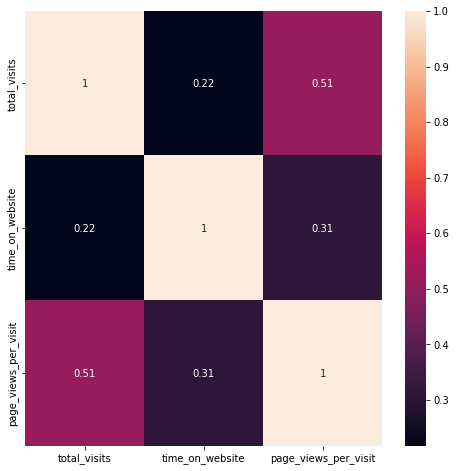 total_visits
1
0.22
0.51
time_on_website
0.22
1
0.31
page_views_per_visit
0.51
0.31
1
total_visits
time_on_website
page_views_per_visit
1.0
0.9
0.8
0.7
0.6
0.5
0.4
0.3